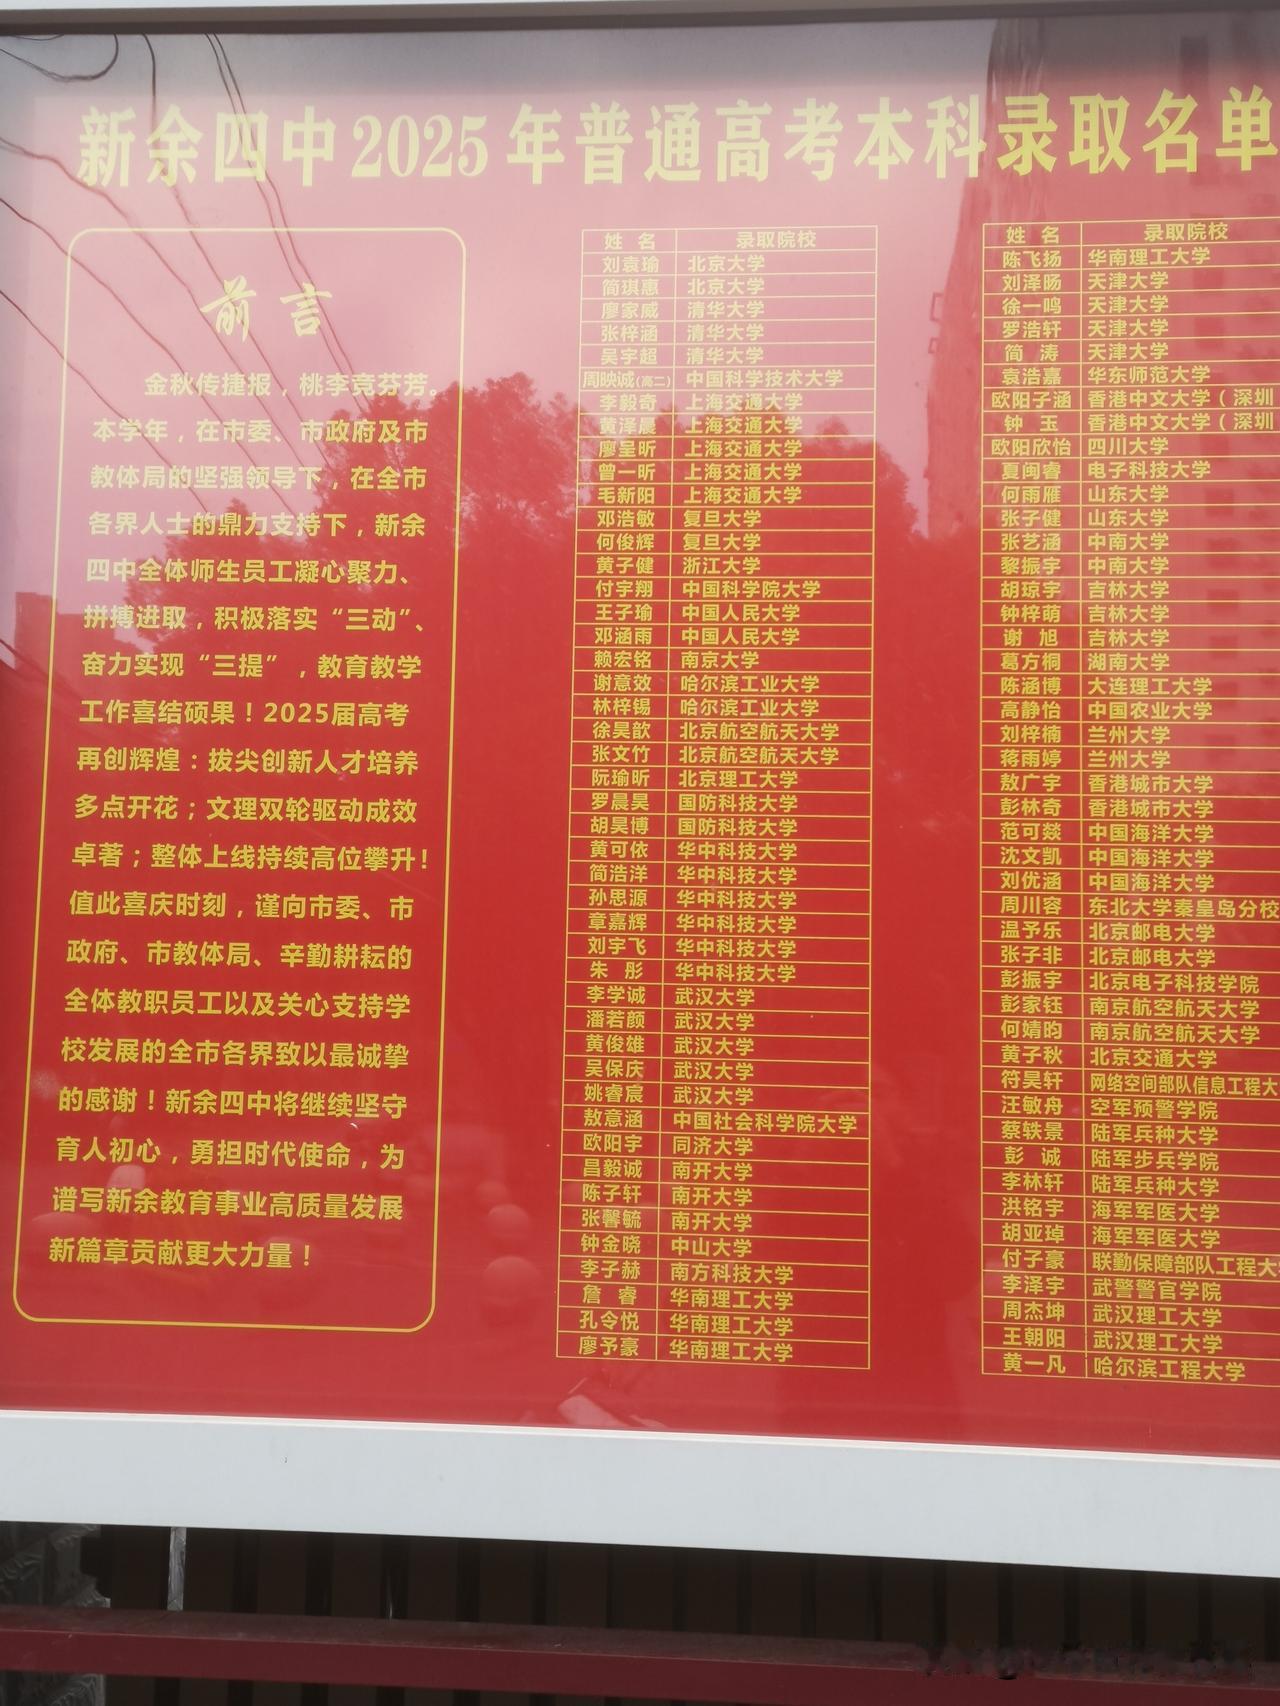 新余四中2025年普通高考本科录取名单
前言
金秋传捷报，桃李竞芬芳。
本学年，在市委、市政府及市
教体局的坚强领导下，在全市
各界人士的鼎力支持下，新余
四中全体师生员工凝心聚力、
拼搏进取，积极落实“三动”、
奋力实现“三提”，教育教学
工作喜结硕果！2025届高考
再创辉煌：拔尖创新人才培养
多点开花；文理双轮驱动成效
卓著；整体上线持续高位攀升！
值此喜庆时刻，谨向市委、市
政府、市教体局、辛勤耕耘的
全体教职员工以及关心支持学
校发展的全市各界致以最诚挚
的感谢！新余四中将继续坚守
育人初心，勇担时代使命，为
谱写新余教育事业高质量发展
新篇章贡献更大力量！
姓 名 录取院校
刘袁瑜 北京大学
简琪惠 北京大学
廖家威 清华大学
张梓涵 清华大学
吴宇超 清华大学
周映诚(高二) 中国科学技术大学
李毅奇 上海交通大学
黄泽晨 上海交通大学
廖呈昕 上海交通大学
曾一昕 上海交通大学
毛新阳 上海交通大学
邓浩敏 复旦大学
何俊辉 复旦大学
黄子健 浙江大学
付宇翔 中国科学院大学
王子瑜 中国人民大学
邓涵雨 中国人民大学
赖宏铭 南京大学
谢意效 哈尔滨工业大学
林梓锡 哈尔滨工业大学
徐昊歆 北京航空航天大学
张文竹 北京航空航天大学
阮瑜昕 北京理工大学
罗晨昊 国防科技大学
胡昊博 国防科技大学
黄可依 华中科技大学
简浩洋 华中科技大学
孙思源 华中科技大学
章嘉辉 华中科技大学
刘宇飞 华中科技大学
朱 彤 华中科技大学
李学诚 武汉大学
潘若颜 武汉大学
黄俊雄 武汉大学
吴保庆 武汉大学
姚睿宸 武汉大学
敖意涵 中国社会科学院大学
欧阳宇 同济大学
昌毅诚 南开大学
陈子轩 南开大学
张馨毓 南开大学
钟金晓 中山大学
李子赫 南方科技大学
詹 睿 华南理工大学
孔令悦 华南理工大学
廖予豪 华南理工大学
姓 名 录取院校
陈飞扬 华南理工大学
刘泽旸 天津大学
徐一鸣 天津大学
罗浩轩 天津大学
简 涛 天津大学
袁浩嘉 华东师范大学
欧阳子涵 香港中文大学（深圳
钟 玉 香港中文大学（深圳
欧阳欣怡 四川大学
夏闽睿 电子科技大学
何雨雁 山东大学
张子健 山东大学
张艺涵 中南大学
黎振宇 中南大学
胡琼宇 吉林大学
钟梓萌 吉林大学
谢 旭 吉林大学
葛方桐 湖南大学
陈涵博 大连理工大学
高静怡 中国农业大学
刘梓楠 兰州大学
蒋雨婷 兰州大学
敖广宇 香港城市大学
彭林奇 香港城市大学
范可燚 中国海洋大学
沈文凯 中国海洋大学
刘优涵 中国海洋大学
周川容 东北大学秦皇岛分校
温予乐 北京邮电大学
张子非 北京邮电大学
彭振宇 北京电子科技学院
彭家钰 南京航空航天大学
何婧昀 南京航空航天大学
黄子秋 北京交通大学
符昊轩 网络空间部队信息工程大
汪敏舟 空军预警学院
蔡轶景 陆军兵种大学
彭 诚 陆军步兵学院
李林轩 陆军兵种大学
洪铭宇 海军军医大学
胡亚琸 海军军医大学
付子豪 联勤保障部队工程大
李泽宇 武警警官学院
周杰坤 武汉理工大学
王朝阳 武汉理工大学
黄一凡 哈尔滨工程大学